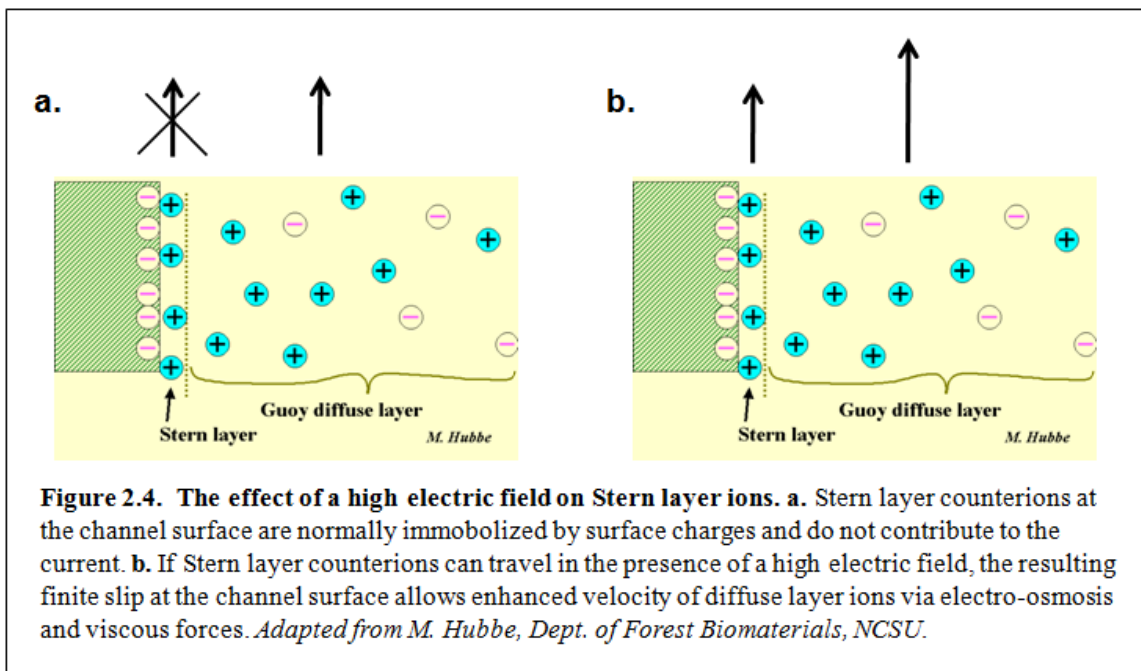 a.
b.
Guoy diffuse layer
Stern layer
M. Hubbe
Guoy diffuse layer
Stern layer
M. Hubbe
Figure 2.4. The effect of a high electric field on Stern layer ions. a. Stern layer counterions at
the channel surface are normally immobolized by surface charges and do not contribute to the
current. b. If Stern layer counterions can travel in the presence of a high electric field, the resulting
finite slip at the channel surface allows enhanced velocity of diffuse layer ions via electro-osmosis
and viscous forces. Adapted from M. Hubbe, Dept. of Forest Biomaterials, NCSU.